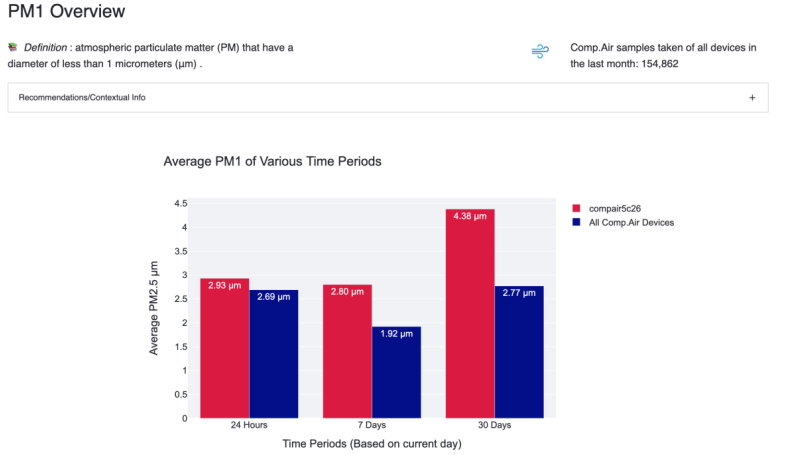 PM1 Overview
Definition : atmospheric particulate matter (PM) that have a
diameter of less than 1 micrometers (μm) .
Comp.Air samples taken of all devices in
the last month: 154,862
Recommendations/Contextual Info +
Average PM1 of Various Time Periods
compair5c26
All Comp.Air Devices
Average PM2.5 μm
4.5
4
3.5
3
2.5
2
1.5
1
0.5
0
2.93 μm
2.69 μm
2.80 μm
1.92 μm
4.38 μm
2.77 μm
24 Hours
7 Days
30 Days
Time Periods (Based on current day)